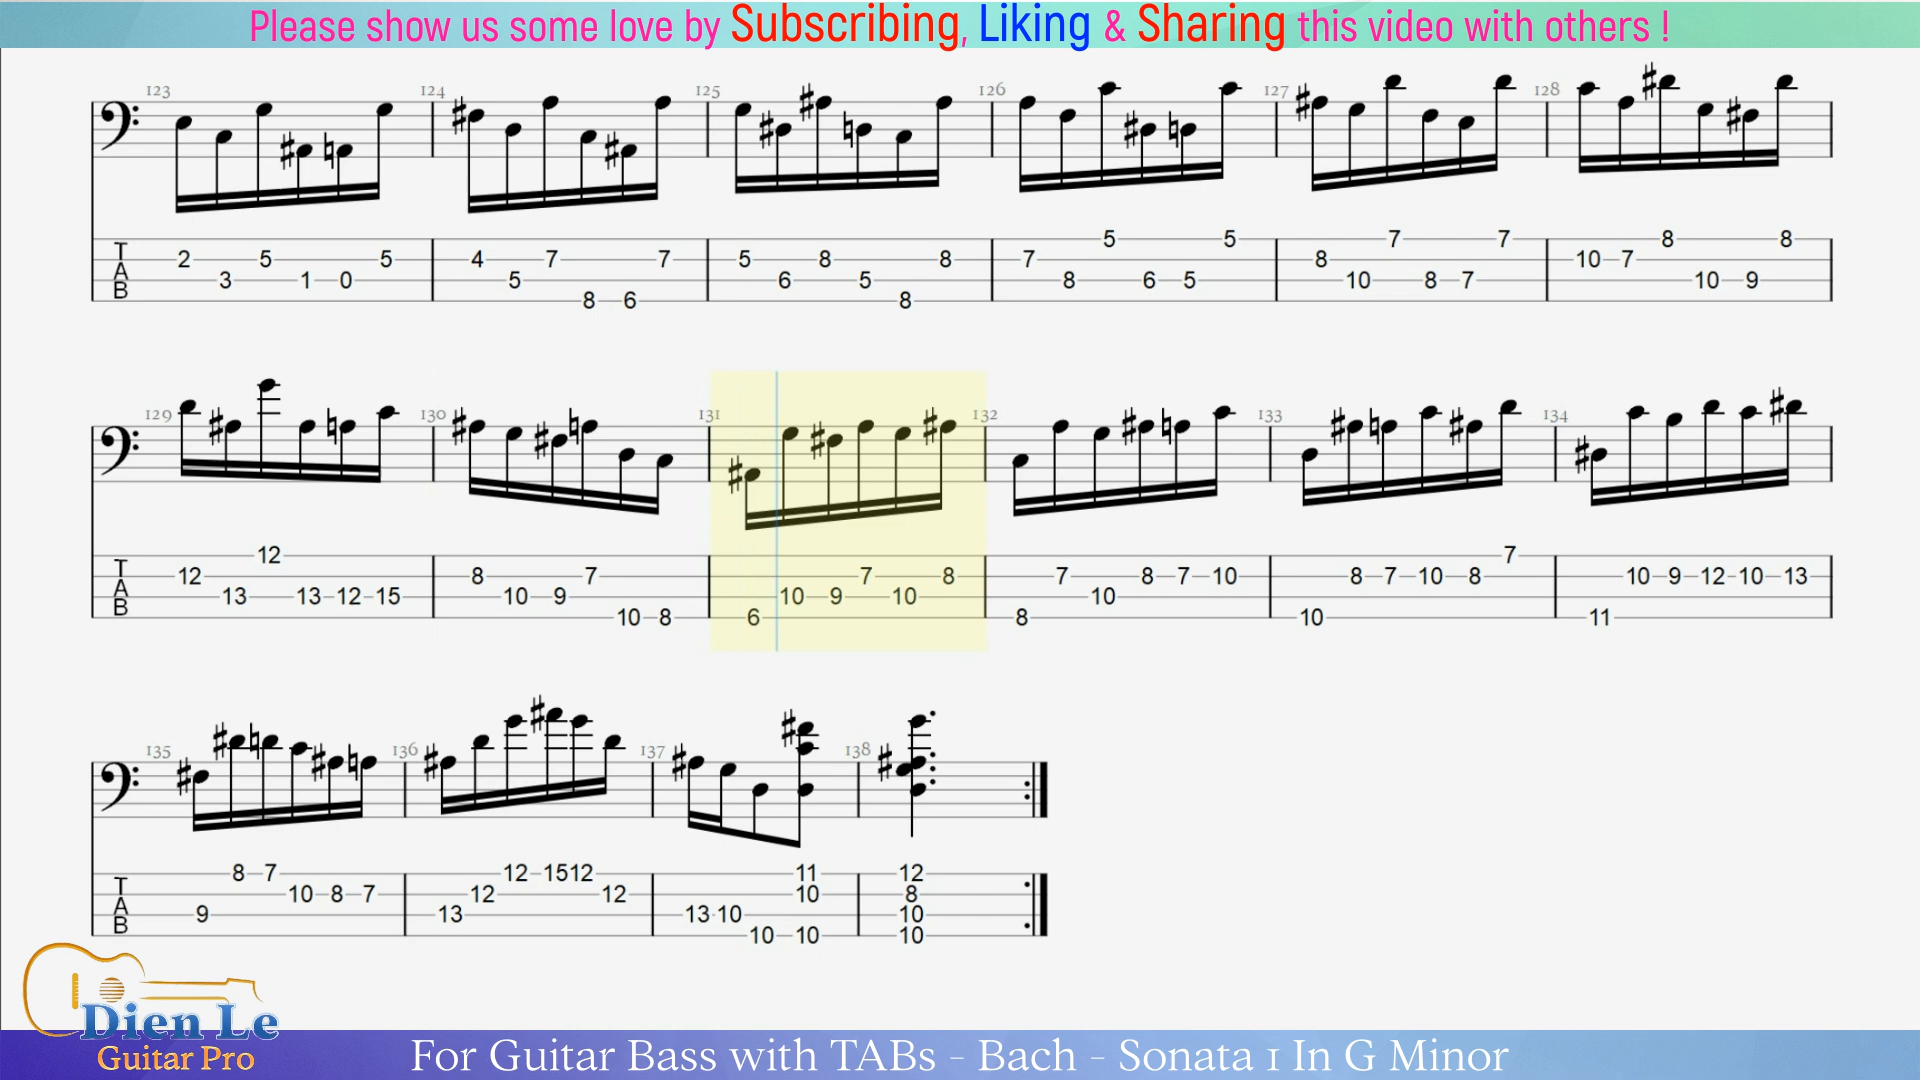 Please show us some love by Subscribing, Liking & Sharing this video with others !
123 124 125 126 127 128
TAB 2 3 5 1 0 5 4 5 7 8 6 7 5 6 8 5 8 8 7 8 5 6 5 5 8 10 7 8 7 7 10 7 8 10 9 8
129 130 131 132 133 134
TAB 12 13 12 13 12 15 8 10 9 7 10 8 6 10 9 7 10 8 8 7 10 8 7 10 10 8 7 10 8 7 11 10 9 12 10 13
135 136 137 138
TAB 9 8 7 10 8 7 13 12 12 15 12 12 13 10 10 11 10 10 12 8 10 10
Dien Le
Guitar Pro
For Guitar Bass with TABs - Bach - Sonata 1 In G Minor